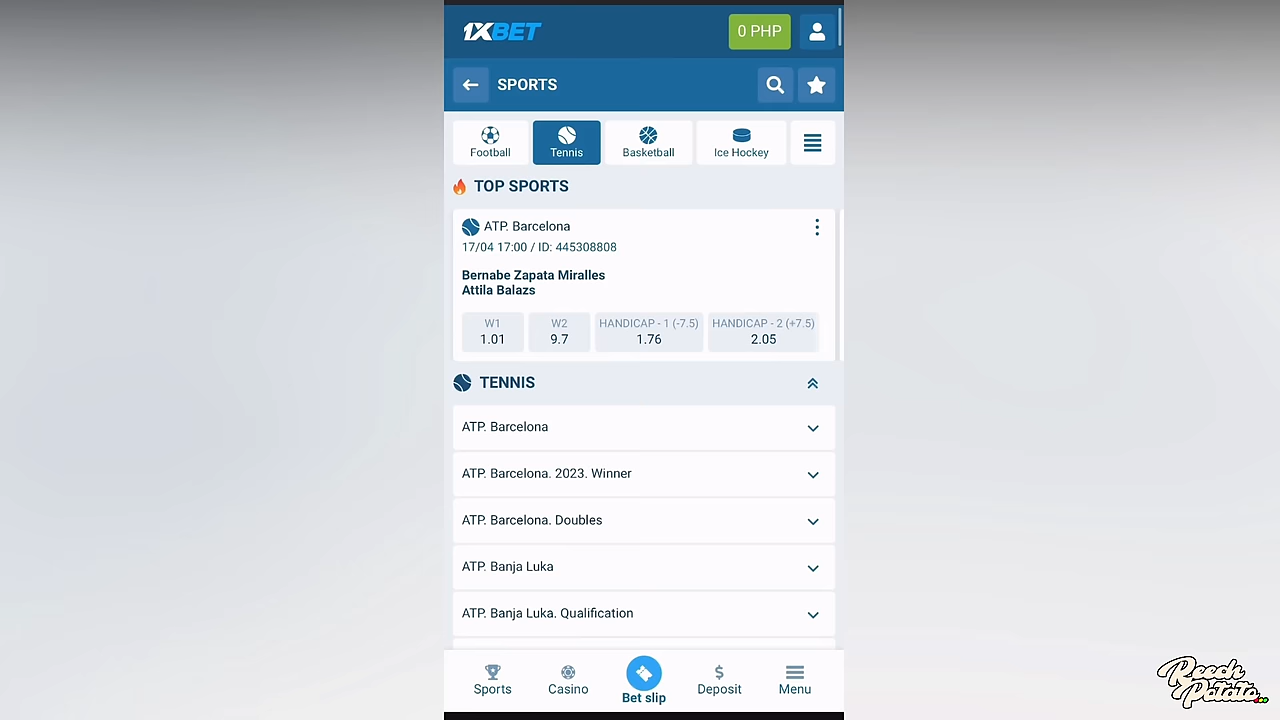 1XBET
0 PHP
SPORTS
Football
Tennis
Basketball
Ice Hockey
TOP SPORTS
ATP. Barcelona
17/04 17:00 / ID: 445308808
Bernabe Zapata Miralles
Attila Balazs
W1
1.01
W2
9.7
HANDICAP - 1 (-7.5)
1.76
HANDICAP - 2 (+7.5)
2.05
TENNIS
ATP. Barcelona
ATP. Barcelona. 2023. Winner
ATP. Barcelona. Doubles
ATP. Banja Luka
ATP. Banja Luka. Qualification
Sports
Casino
Bet slip
Deposit
Menu
Reech
Patata